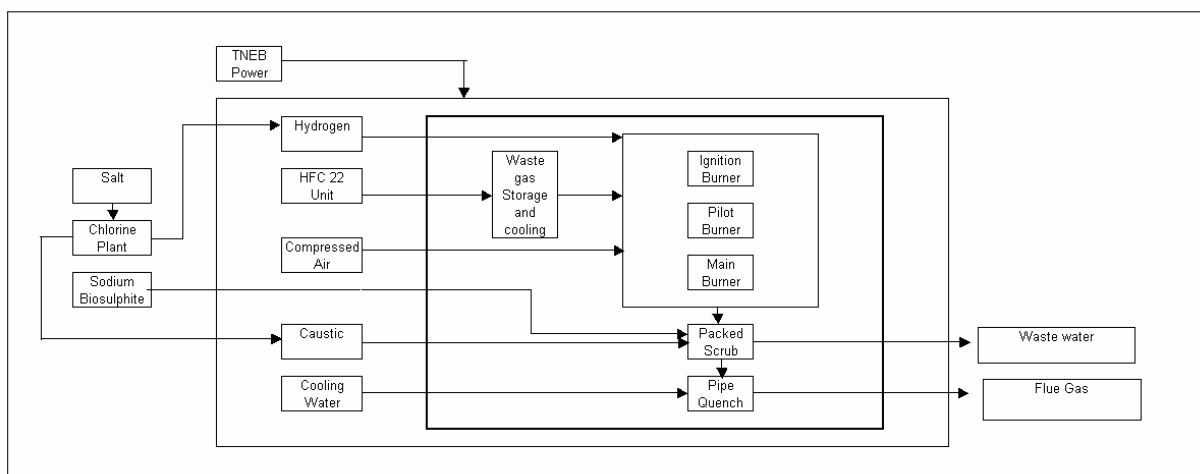 TNEB
Power
Hydrogen
Waste
gas
Storage
and
cooling
Ignition
Burner
Salt
HFC 22
Unit
Pilot
Burner
Chlorine
Plant
Compressed
Air
Main
Burner
Sodium
Biosulphite
Caustic
Packed
Scrub
Waste water
Cooling
Water
Pipe
Quench
Flue Gas